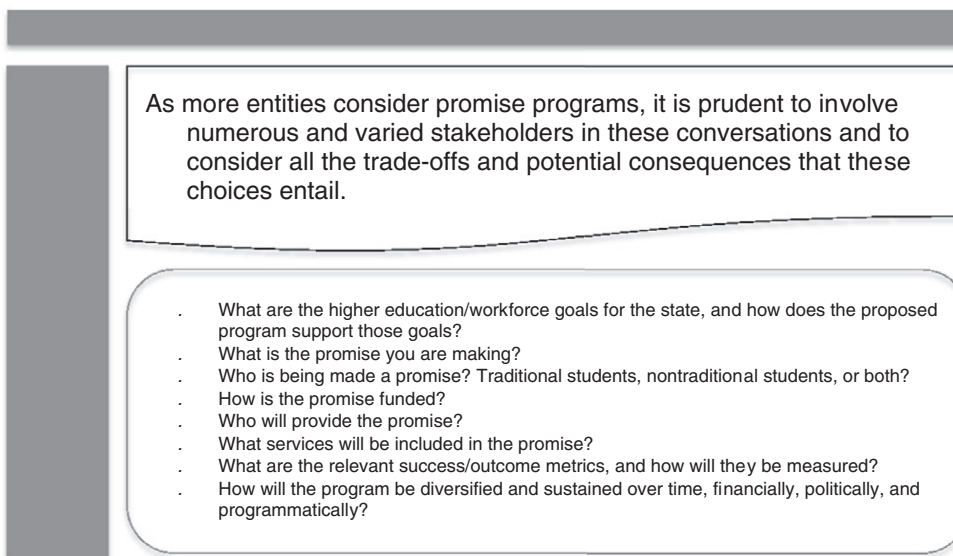 As more entities consider promise programs, it is prudent to involve
numerous and varied stakeholders in these conversations and to
consider all the trade-offs and potential consequences that these
choices entail.
. What are the higher education/workforce goals for the state, and how does the proposed
program support those goals?
. What is the promise you are making?
. Who is being made a promise? Traditional students, nontraditional students, or both?
. How is the promise funded?
. Who will provide the promise?
. What services will be included in the promise?
. What are the relevant success/outcome metrics, and how will they be measured?
. How will the program be diversified and sustained over time, financially, politically, and
programmatically?